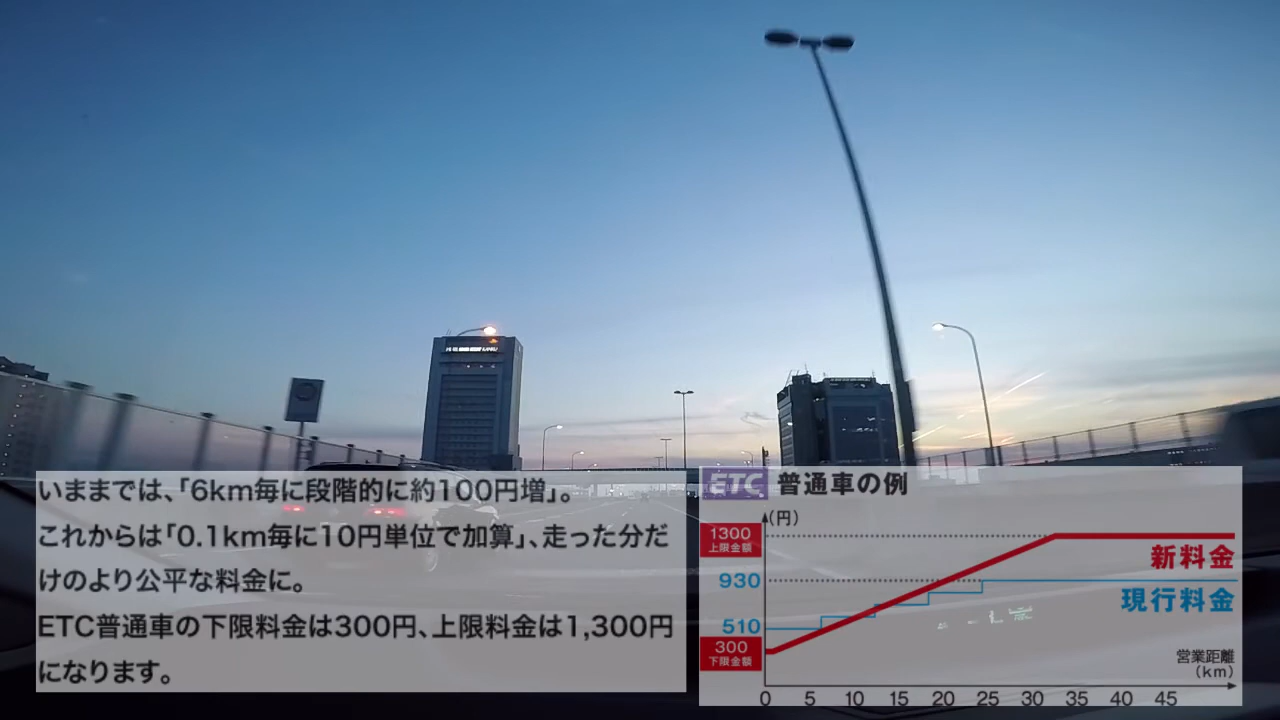 いままでは、「6km毎に段階的に約100円増」。
これからは「0.1km毎に10円単位で加算」、走った分だ
けのより公平な料金に。
ETC普通車の下限料金は300円、上限料金は1,300円
になります。
ETC 普通車の例
(円)
1300
上限金額
新料金
930
現行料金
510
300
下限金額
営業距離
(km)
0 5 10 15 20 25 30 35 40 45